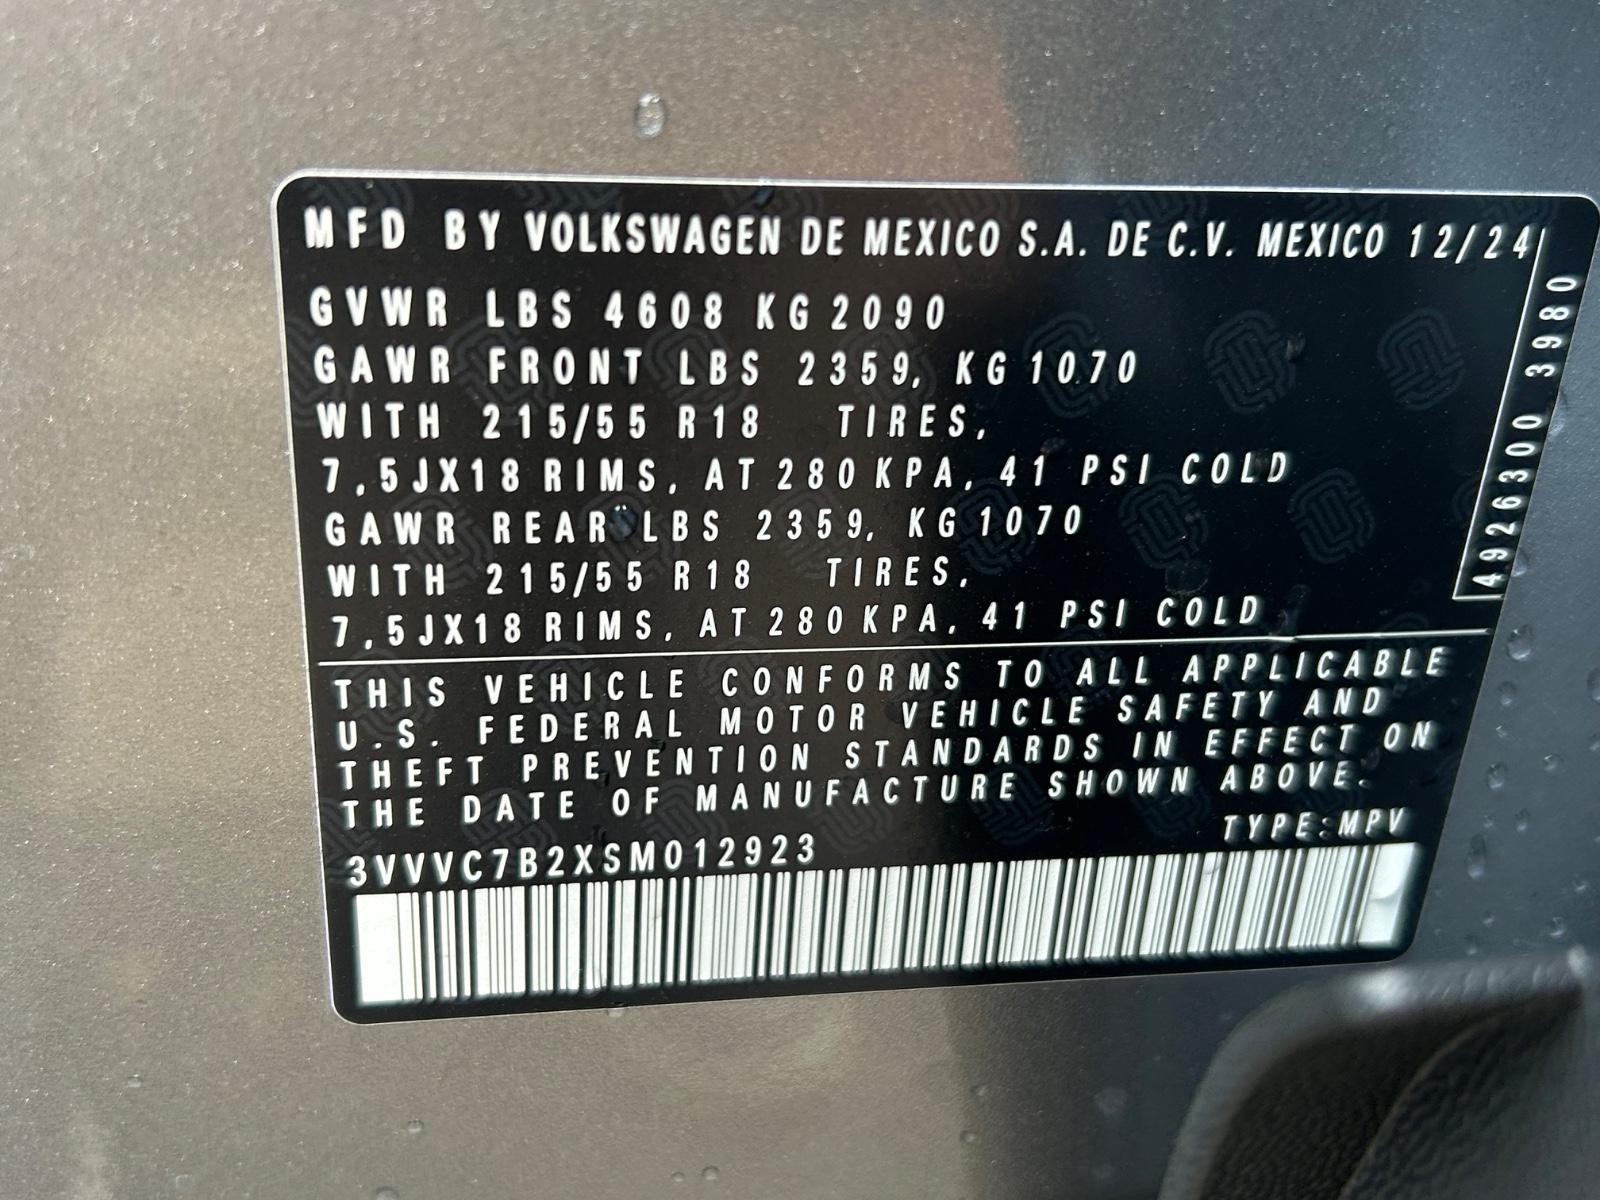 MFD BY VOLKSWAGEN DE MEXICO S.A. DE C.V. MEXICO 12/24
GVWR LBS 4608 KG 2090
GAWR FRONT LBS 2359, KG 1070
WITH 215/55 R18 TIRES,
7,5JX18 RIMS, AT 280 KPA, 41 PSI COLD
GAWR REAR LBS 2359, KG 1070
WITH 215/55 R18 TIRES,
7,5JX18 RIMS, AT 280 KPA, 41 PSI COLD
4926300 3980
THIS VEHICLE CONFORMS TO ALL APPLICABLE
U.S. FEDERAL MOTOR VEHICLE SAFETY AND
THEFT PREVENTION STANDARDS IN EFFECT ON
THE DATE OF MANUFACTURE SHOWN ABOVE.
TYPE:MPV
3VVVC7B2XSM012923